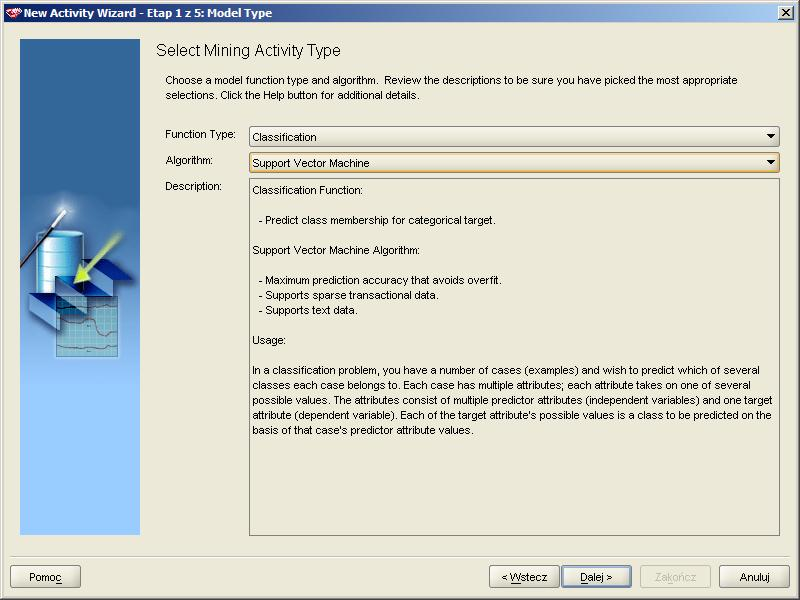 New Activity Wizard - Etap 1 z 5: Model Type
Select Mining Activity Type
Choose a model function type and algorithm. Review the descriptions to be sure you have picked the most appropriate
selections. Click the Help button for additional details.
Function Type: Classification
Algorithm: Support Vector Machine
Description: Classification Function:
- Predict class membership for categorical target.
Support Vector Machine Algorithm:
- Maximum prediction accuracy that avoids overfit.
- Supports sparse transactional data.
- Supports text data.
Usage:
In a classification problem, you have a number of cases (examples) and wish to predict which of several
classes each case belongs to. Each case has multiple attributes; each attribute takes on one of several
possible values. The attributes consist of multiple predictor attributes (independent variables) and one target
attribute (dependent variable). Each of the target attribute's possible values is a class to be predicted on the
basis of that case's predictor attribute values.
Pomoc < Wstecz Dalej > Zakończ Anuluj